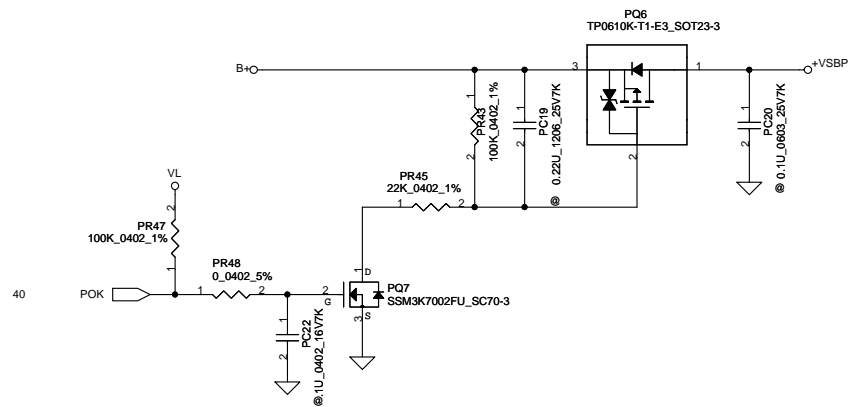 PQ6
TP0610K-T1-E3_SOT23-3
B+
3
1
+VSBP
1
PR43
100K_0402_1%
2
1
PC19
0.22U_1206_25V7K
@
2
2
1
PC20
@ 0.1U_0603_25V7K
2
VL
PR45
22K_0402_1%
1
2
2
PR47
100K_0402_1%
1
PR48
0_0402_5%
40
POK
1
2
2
G
1
D
PQ7
SSM3K7002FU_SC70-3
3
S
1
PC22
@.1U_0402_16V7K
2